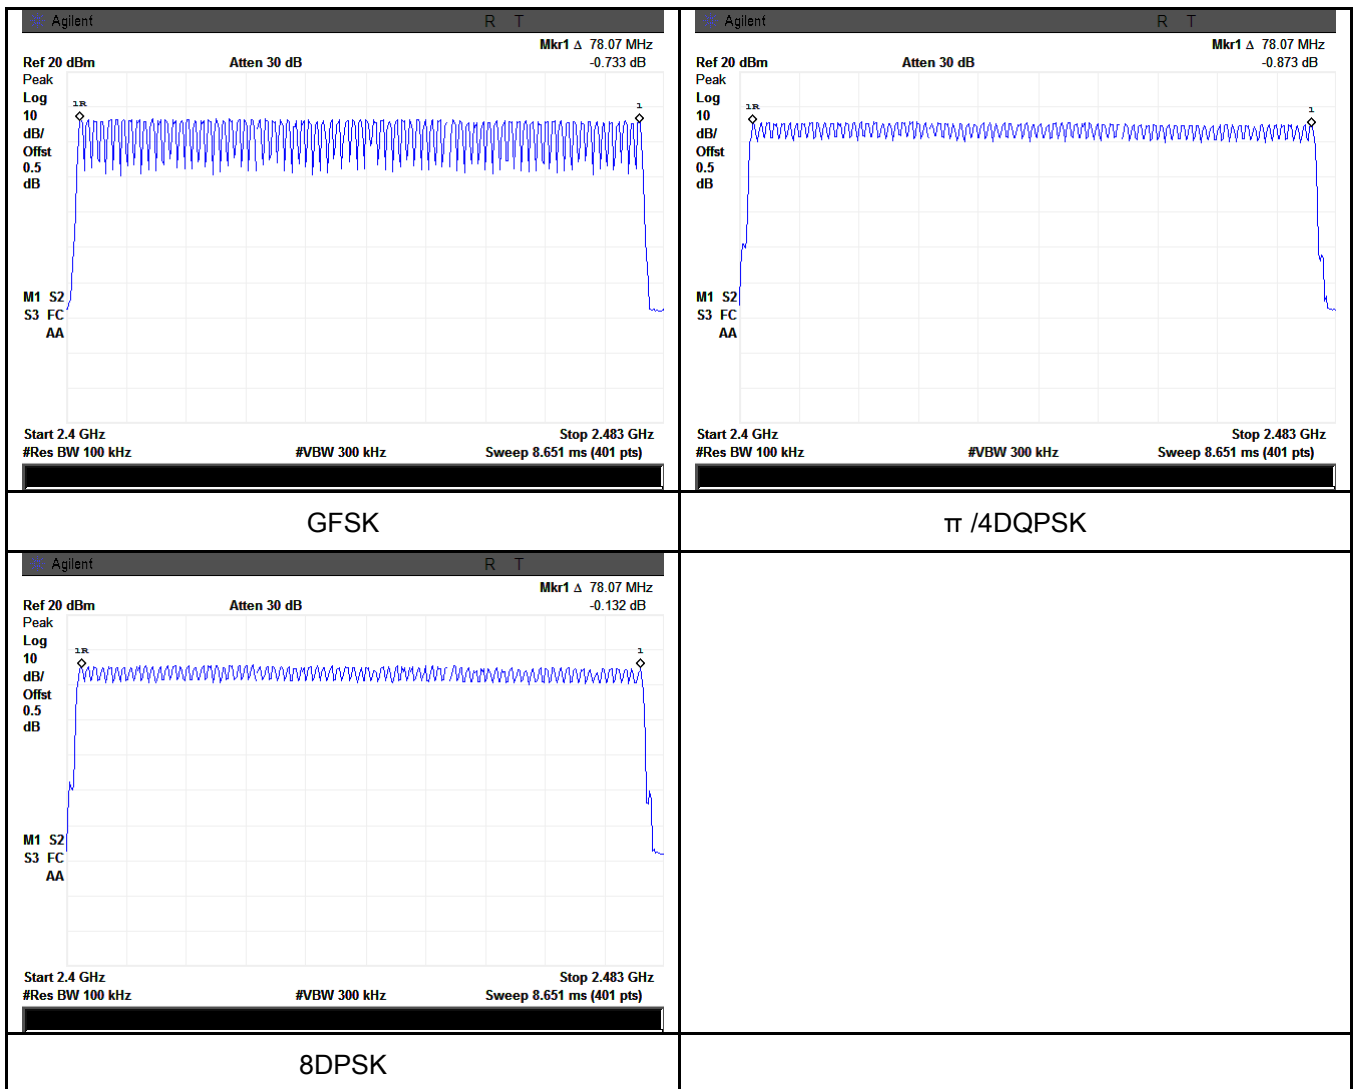 Agilent R T
Mkr1 Δ 78.07 MHz
Ref 20 dBm Atten 30 dB -0.733 dB
Peak
Log
10
dB/
Offst
0.5
dB
1R
1
M1 S2
S3 FC
AA
Start 2.4 GHz Stop 2.483 GHz
#Res BW 100 kHz #VBW 300 kHz Sweep 8.651 ms (401 pts)
GFSK
Agilent R T
Mkr1 Δ 78.07 MHz
Ref 20 dBm Atten 30 dB -0.873 dB
Peak
Log
10
dB/
Offst
0.5
dB
1R
1
M1 S2
S3 FC
AA
Start 2.4 GHz Stop 2.483 GHz
#Res BW 100 kHz #VBW 300 kHz Sweep 8.651 ms (401 pts)
π /4DQPSK
Agilent R T
Mkr1 Δ 78.07 MHz
Ref 20 dBm Atten 30 dB -0.132 dB
Peak
Log
10
dB/
Offst
0.5
dB
1R
1
M1 S2
S3 FC
AA
Start 2.4 GHz Stop 2.483 GHz
#Res BW 100 kHz #VBW 300 kHz Sweep 8.651 ms (401 pts)
8DPSK